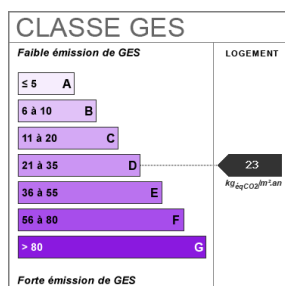 CLASSE GES
Faible émission de GES
LOGEMENT
≤ 5 A
6 à 10 B
11 à 20 C
21 à 35 D
23
kgéqCO2/m².an
36 à 55 E
56 à 80 F
> 80 G
Forte émission de GES